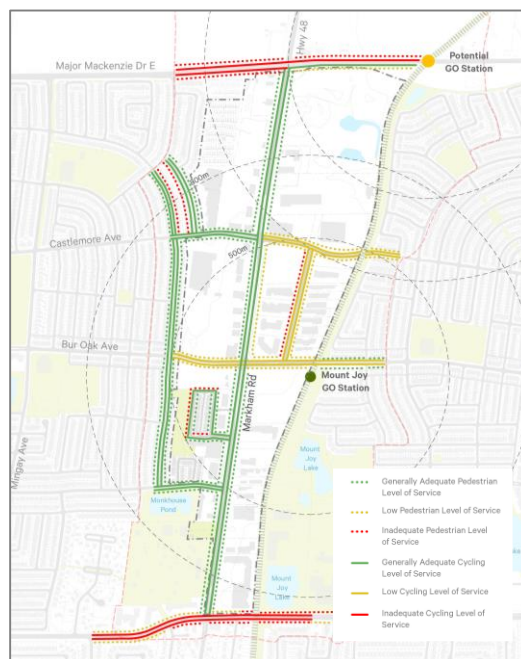 Hwy 48
Major Mackenzie Dr E
Potential
GO Station
400m
Castlemore Ave
500m
Bur Oak Ave
Markham Rd
Mount Joy
GO Station
Mingay Ave
Mount
Joy
Lake
Monkhouse
Pond
Mount
Joy
Lake
Generally Adequate Pedestrian
Level of Service
Low Pedestrian Level of Service
Inadequate Pedestrian Level
of Service
Generally Adequate Cycling
Level of Service
Low Cycling Level of Service
Inadequate Cycling Level of
Service